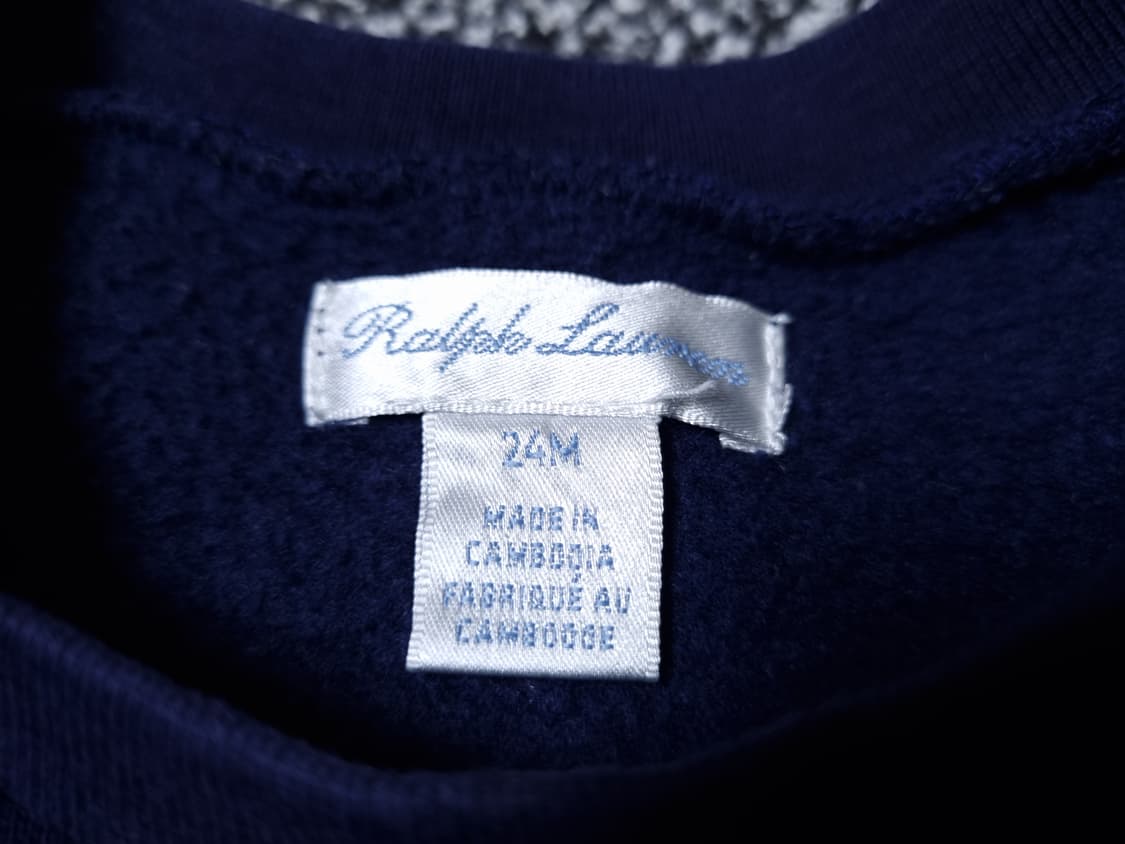 Ralph Lauren
24M
MADE IN
CAMBODIA
FABRIQUÉ AU
CAMBODGE